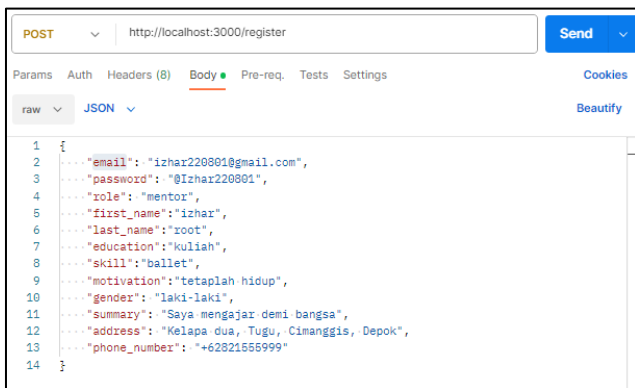 POST http://localhost:3000/register Send
Params Auth Headers (8) Body Pre-req. Tests Settings Cookies
raw JSON Beautify
1 {
2 "email": "izhar220801@gmail.com",
3 "password": "@Izhar220801",
4 "role": "mentor",
5 "first_name":"izhar",
6 "last_name":"root",
7 "education":"kuliah",
8 "skill":"ballet",
9 "motivation":"tetaplah hidup",
10 "gender": "laki-laki",
11 "summary": "Saya mengajar demi bangsa",
12 "address": "Kelapa dua, Tugu, Cimanggis, Depok",
13 "phone_number": "+62821555999"
14 }